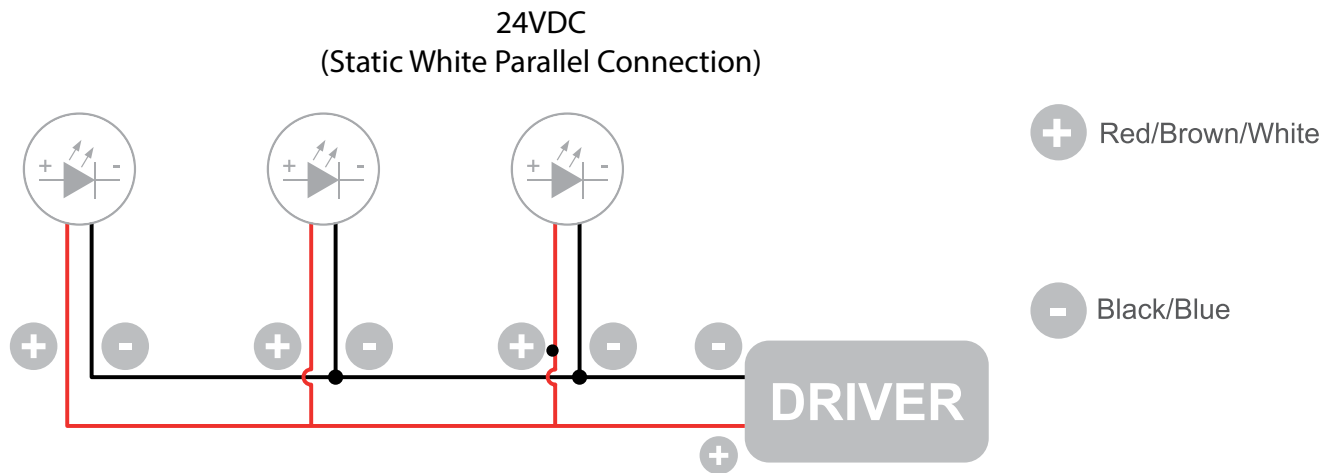 24VDC
(Static White Parallel Connection)
+ -
+ -
+ -
+ Red/Brown/White
- Black/Blue
+ -
+ -
+ -
-
DRIVER
+